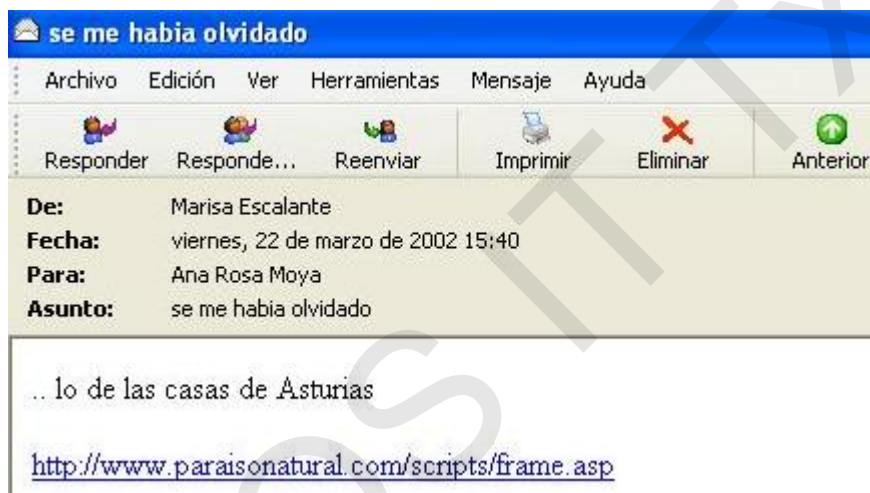 se me habia olvidado
Archivo Edición Ver Herramientas Mensaje Ayuda
Responder Responde... Reenviar Imprimir Eliminar Anterior
De: Marisa Escalante
Fecha: viernes, 22 de marzo de 2002 15:40
Para: Ana Rosa Moya
Asunto: se me habia olvidado
.. lo de las casas de Asturias
http://www.paraisonatural.com/scripts/frame.asp